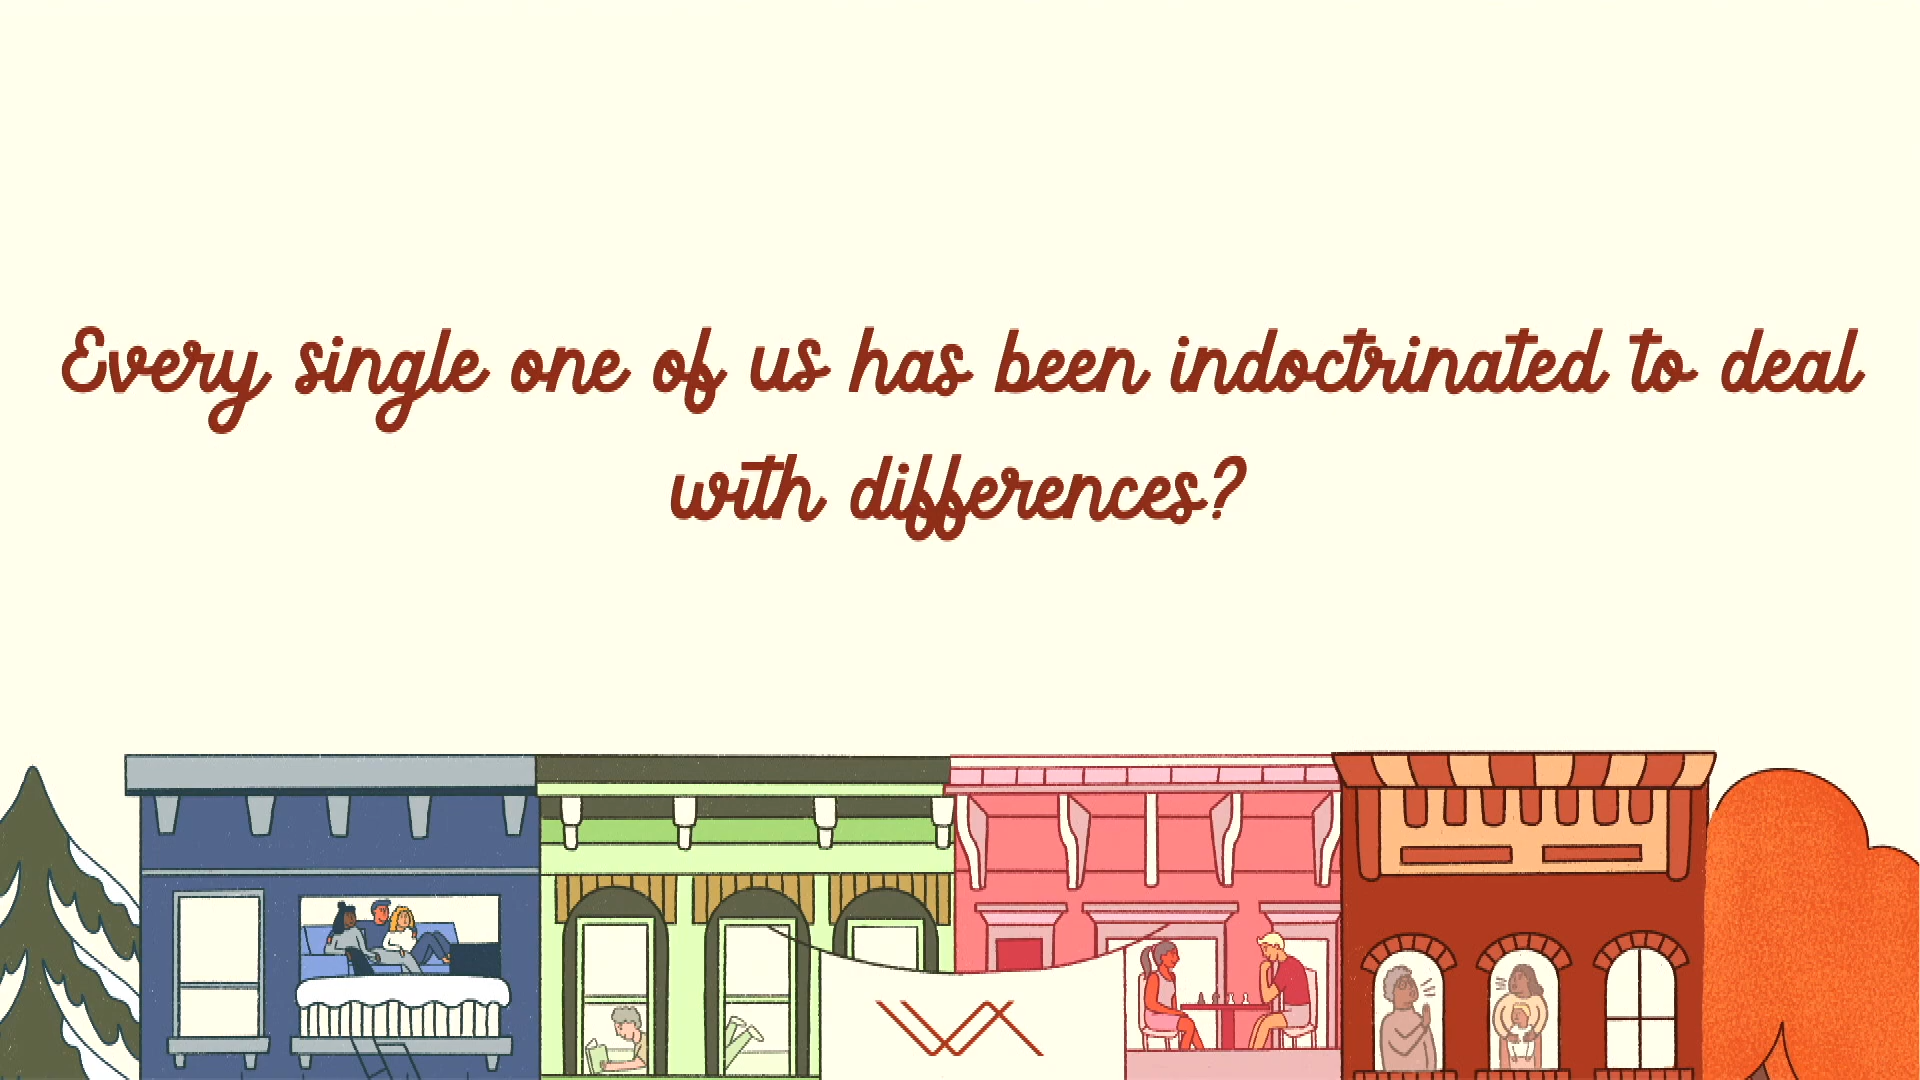 Every single one of us has been indoctrinated to deal
with differences?